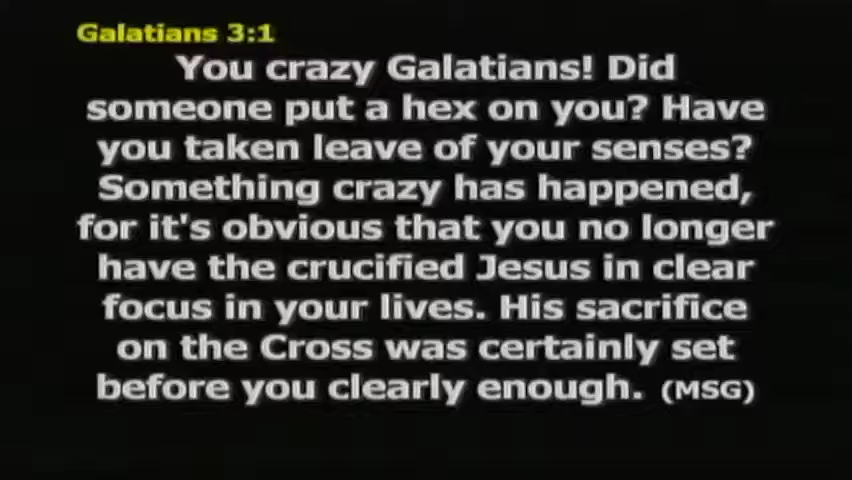 Galatians 3:1
You crazy Galatians! Did
someone put a hex on you? Have
you taken leave of your senses?
Something crazy has happened,
for it's obvious that you no longer
have the crucified Jesus in clear
focus in your lives. His sacrifice
on the Cross was certainly set
before you clearly enough. (MSG)